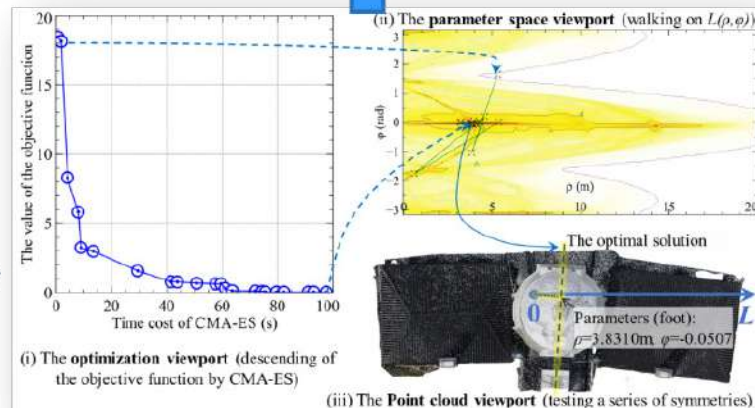 20
15
10
5
0
0
20
40
60
80
100
The value of the objective function
Time cost of CMA-ES (s)
(i) The optimization viewport (descending of
the objective function by CMA-ES)
(ii) The parameter space viewport (walking on L(ρ,φ))
3
2
1
0
-1
-2
-3
φ (rad)
ρ (m)
0
5
10
15
20
The optimal solution
0
L
Parameters (foot):
ρ=3.8310m, φ=-0.0507
(iii) The Point cloud viewport (testing a series of symmetries)